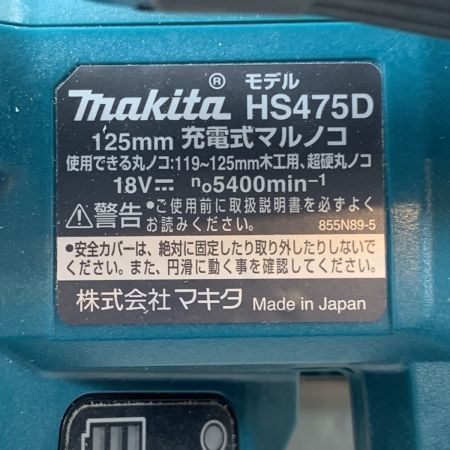 makita® モデル HS475D
125mm 充電式マルノコ
使用できる丸ノコ:119~125mm木工用、超硬丸ノコ
18V⎓ n₀5400min⁻¹
⚠警告 ●ご使用前に取扱説明書を必ずよく
お読みください。 855N89-5
●安全カバーは、絶対に固定したり取り外したりしないで
ください。また、円滑に動く事を確認してください。
株式会社 マキタ Made in Japan